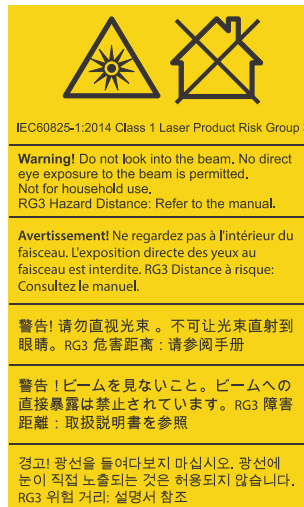 IEC60825-1:2014 Class 1 Laser Product Risk Group
Warning! Do not look into the beam. No direct
eye exposure to the beam is permitted.
Not for household use.
RG3 Hazard Distance: Refer to the manual.
Avertissement! Ne regardez pas à l'intérieur du
faisceau. L'exposition directe des yeux au
faisceau est interdite. RG3 Distance à risque:
Consultez le manuel.
警告! 请勿直视光束 。不可让光束直射到
眼睛。RG3 危害距离 : 请参阅手册
警告 ! ビームを見ないこと。ビームへの
直接暴露は禁止されています。RG3 障害
距離 : 取扱説明書を参照
경고! 광선을 들여다보지 마십시오. 광선에
눈이 직접 노출되는 것은 허용되지 않습니다.
RG3 위험 거리: 설명서 참조